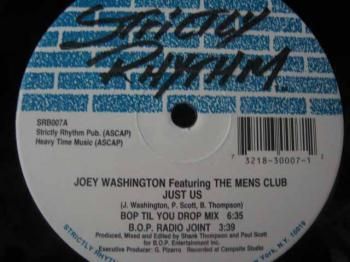 STRICTLY
RHYTHM
SRB007A
Strictly Rhythm Pub. (ASCAP)
Heavy Time Music (ASCAP)
7 3218-30007-1 2
JOEY WASHINGTON Featuring THE MENS CLUB
JUST US
(J. Washington, P. Scott, B. Thompson)
BOP TIL YOU DROP MIX 6:35
B.O.P. RADIO JOINT 3:39
Produced, Mixed and Edited by Shank Thompson and Paul Scott
for B.O.P. Entertainment Inc.
Executive Producer: G. Pizarro Recorded at Campsite Studio
STRICTLY RHYTHM
YORK, N.Y. 10019